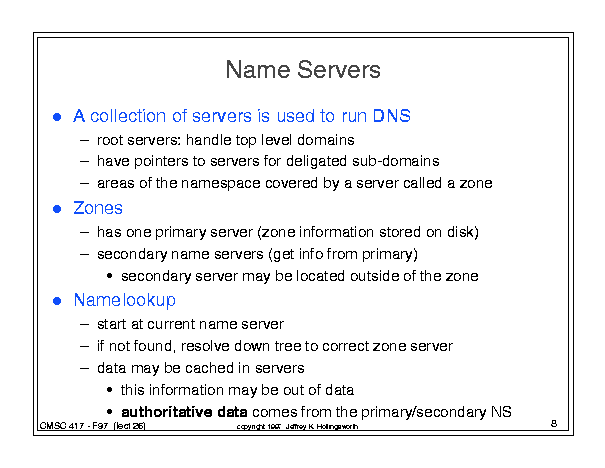 Name Servers
● A collection of servers is used to run DNS
– root servers: handle top level domains
– have pointers to servers for deligated sub-domains
– areas of the namespace covered by a server called a zone
● Zones
– has one primary server (zone information stored on disk)
– secondary name servers (get info from primary)
• secondary server may be located outside of the zone
● Namelookup
– start at current name server
– if not found, resolve down tree to correct zone server
– data may be cached in servers
• this information may be out of data
• authoritative data comes from the primary/secondary NS
CMSC 417 - F97 (lect 26) copyright 1997 Jeffrey K. Hollingsworth 8